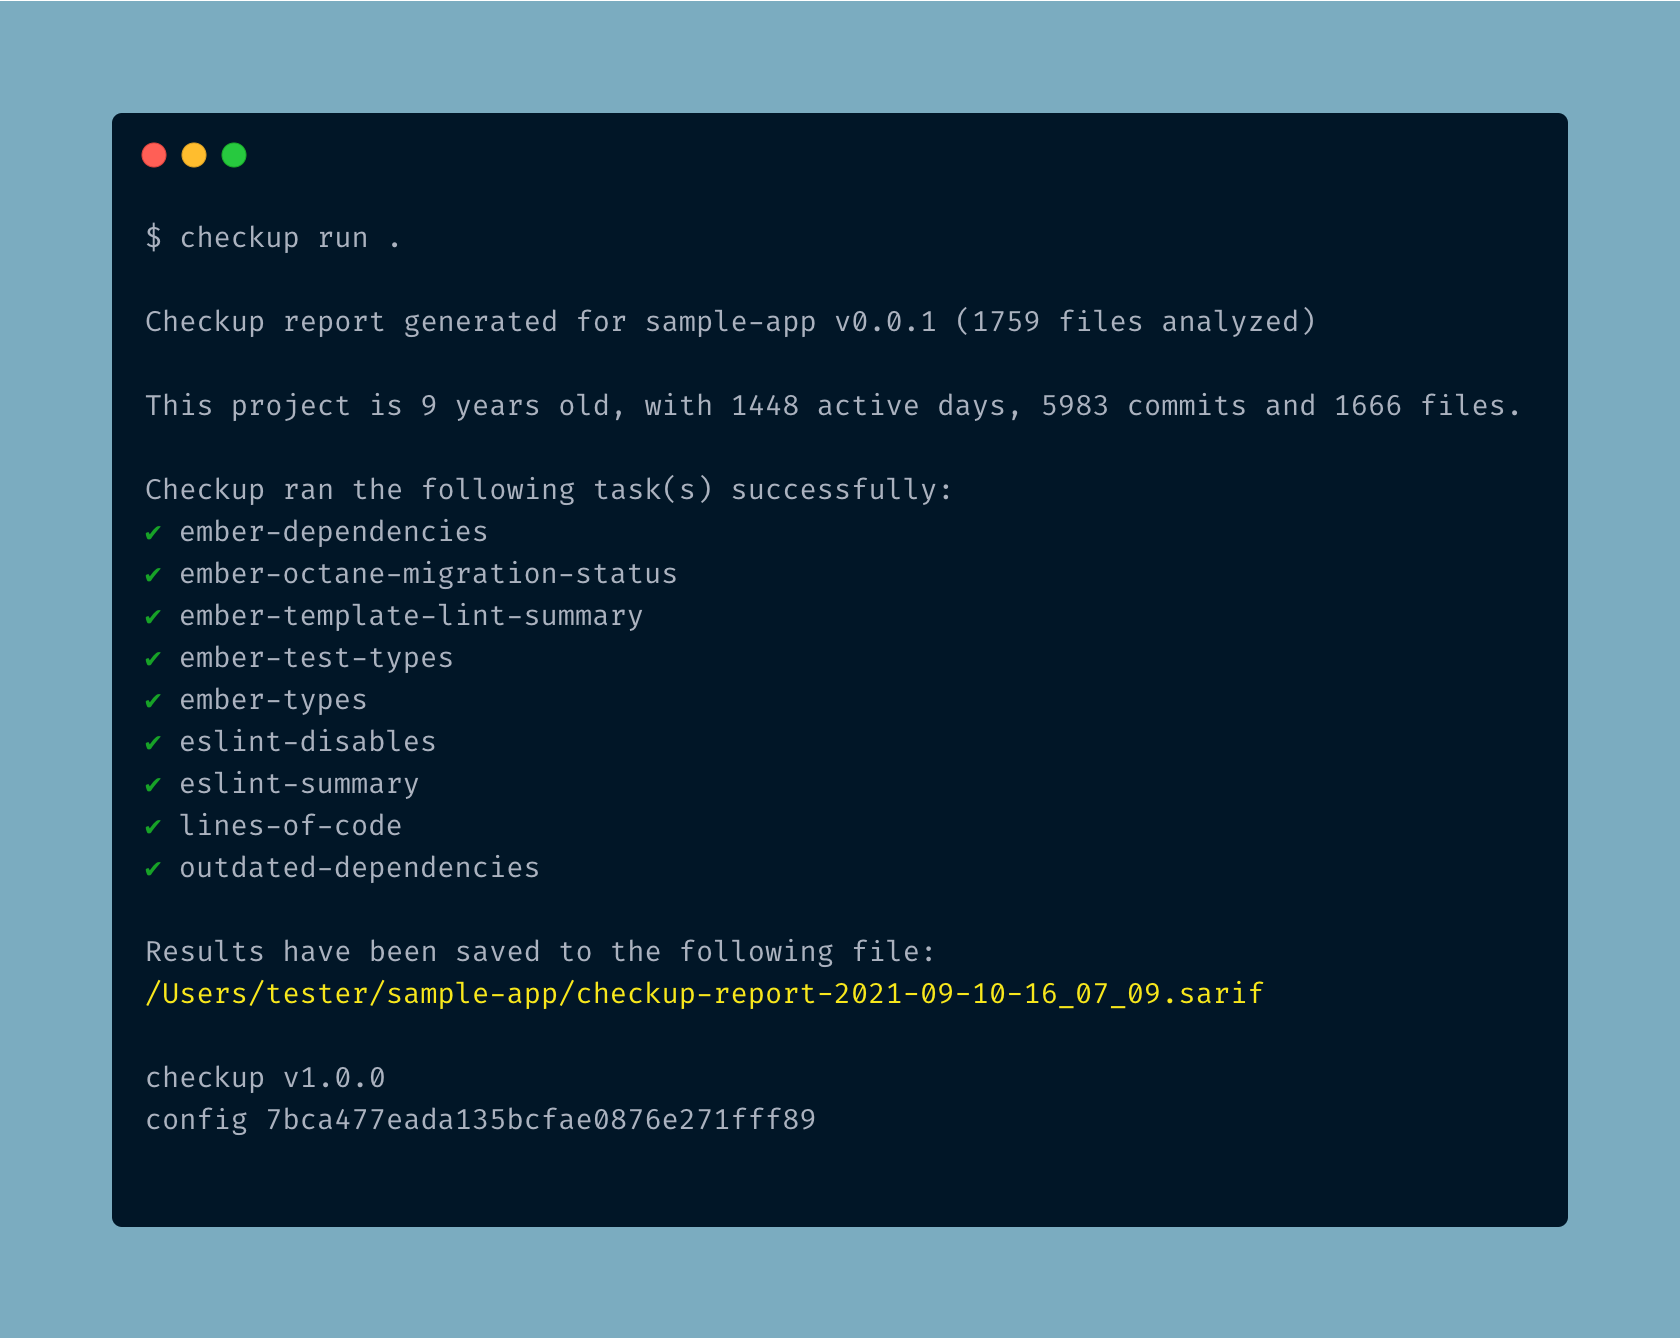 $ checkup run .
Checkup report generated for sample-app v0.0.1 (1759 files analyzed)
This project is 9 years old, with 1448 active days, 5983 commits and 1666 files.
Checkup ran the following task(s) successfully:
✔ ember-dependencies
✔ ember-octane-migration-status
✔ ember-template-lint-summary
✔ ember-test-types
✔ ember-types
✔ eslint-disables
✔ eslint-summary
✔ lines-of-code
✔ outdated-dependencies
Results have been saved to the following file:
/Users/tester/sample-app/checkup-report-2021-09-10-16_07_09.sarif
checkup v1.0.0
config 7bca477eada135bcfae0876e271fff89